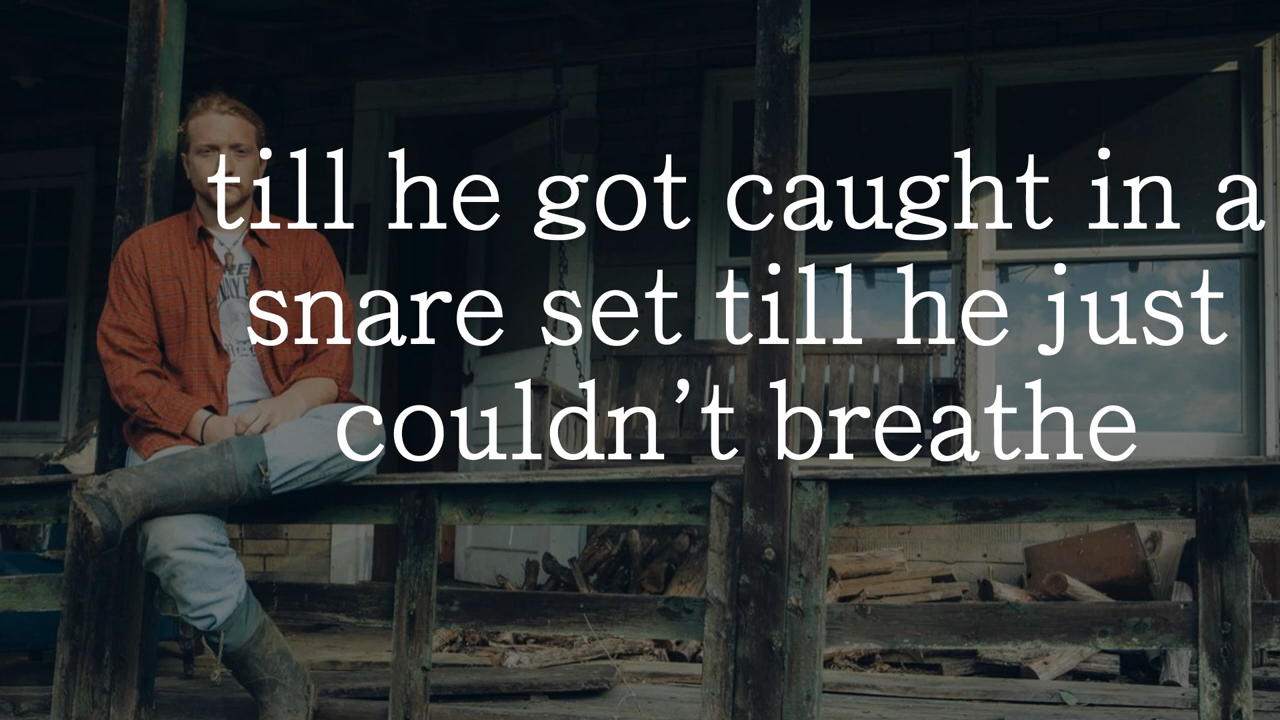 till he got caught in a
snare set till he just
couldn’t breathe